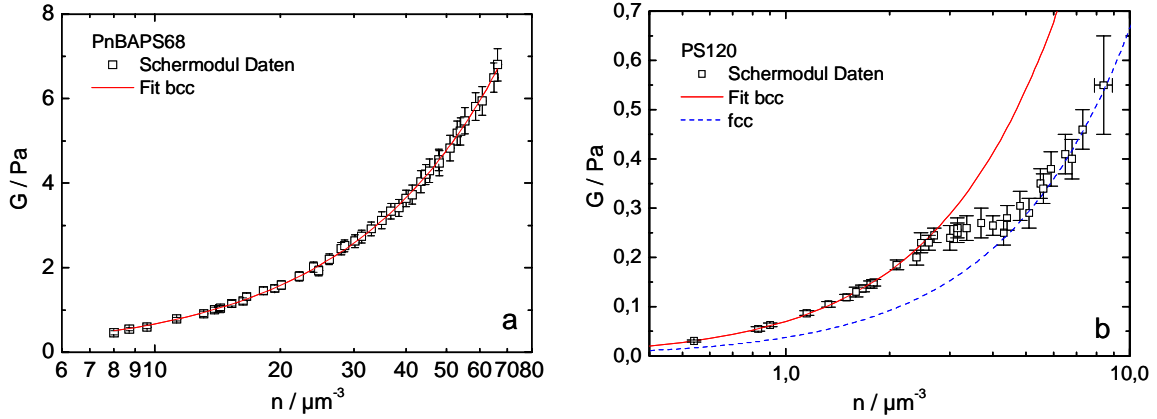 PnBAPS68
Schermodul Daten
Fit bcc
G / Pa
8
6
4
2
0
6 7 8 9 10 20 30 40 50 60 70 80
n / µm⁻³
a
PS120
Schermodul Daten
Fit bcc
fcc
G / Pa
0,7
0,6
0,5
0,4
0,3
0,2
0,1
0,0
1,0 10,0
n / µm⁻³
b